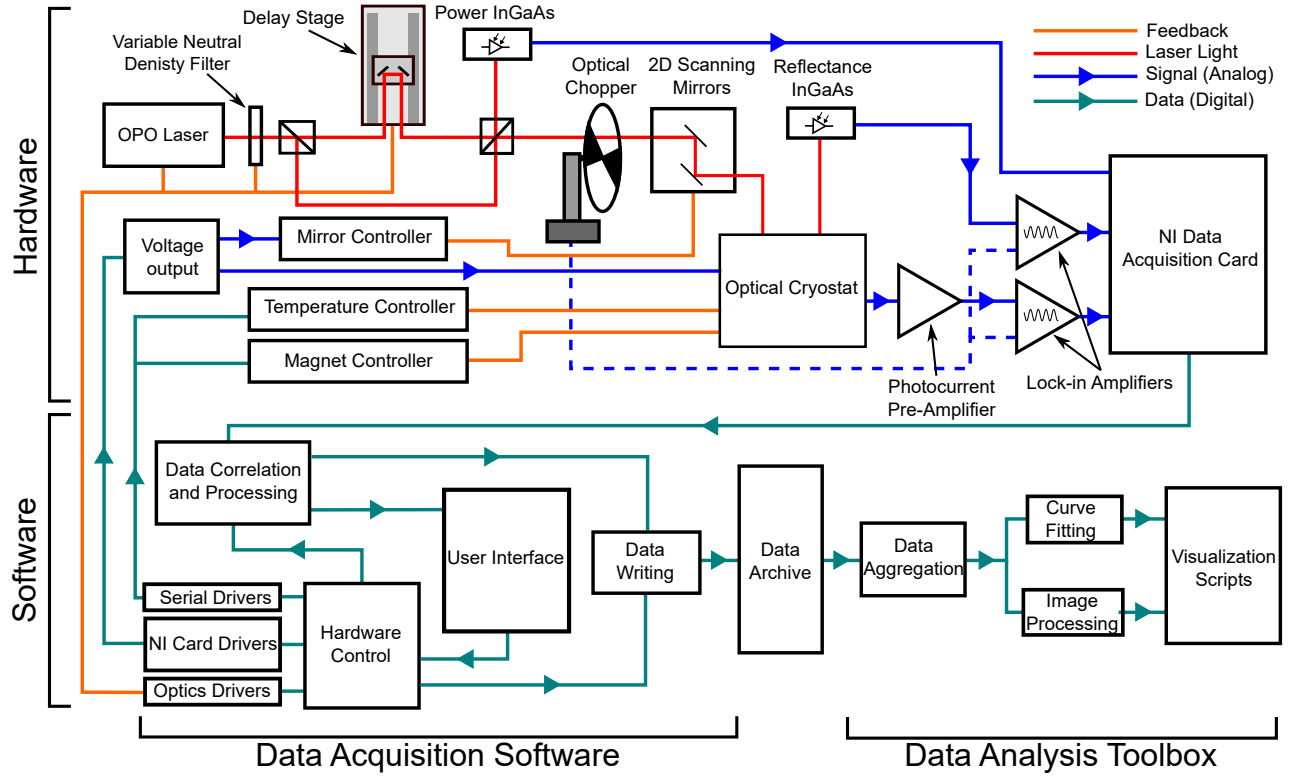 Hardware
Software
Delay Stage
Power InGaAs
Variable Neutral
Denisty Filter
Optical
Chopper
2D Scanning
Mirrors
Reflectance
InGaAs
Feedback
Laser Light
Signal (Analog)
Data (Digital)
OPO Laser
Voltage
output
Mirror Controller
Temperature Controller
Magnet Controller
Optical Cryostat
NI Data
Acquisition Card
Photocurrent
Pre-Amplifier
Lock-in Amplifiers
Data Correlation
and Processing
User Interface
Data
Writing
Data
Archive
Data
Aggregation
Curve
Fitting
Image
Processing
Visualization
Scripts
Serial Drivers
NI Card Drivers
Optics Drivers
Hardware
Control
Data Acquisition Software
Data Analysis Toolbox